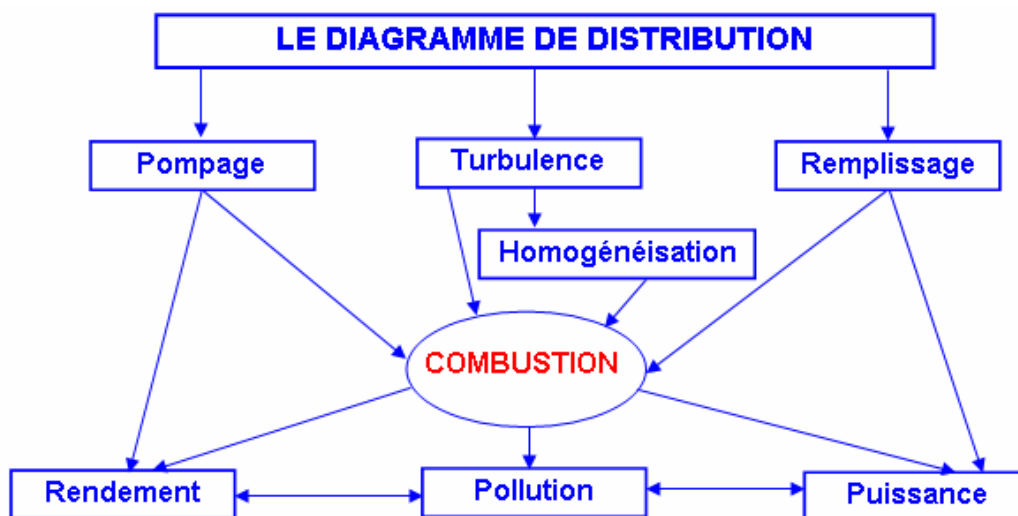 LE DIAGRAMME DE DISTRIBUTION
Pompage
Turbulence
Remplissage
Homogénéisation
COMBUSTION
Rendement
Pollution
Puissance